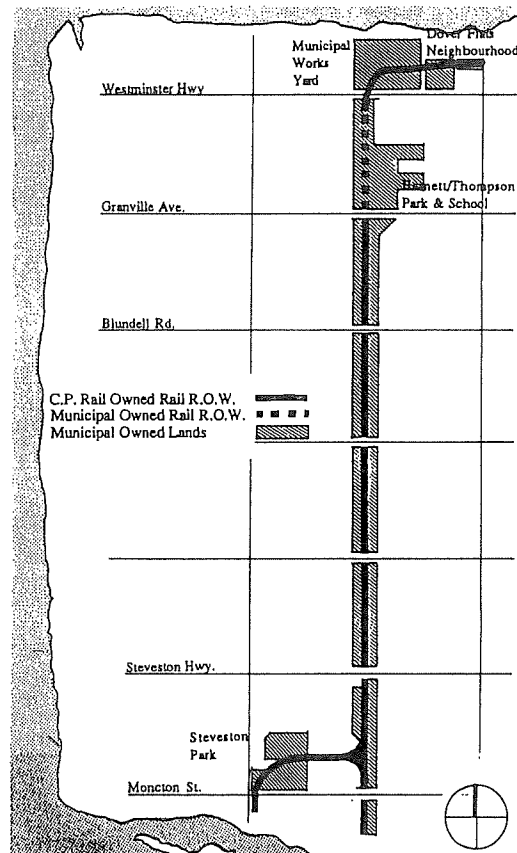 Municipal
Works
Yard
Dover Flats
Neighbourhood
Westminster Hwy
Burnett/Thompson
Park & School
Granville Ave.
Blundell Rd.
C.P. Rail Owned Rail R.O.W.
Municipal Owned Rail R.O.W.
Municipal Owned Lands
Steveston Hwy.
Steveston
Park
Moncton St.